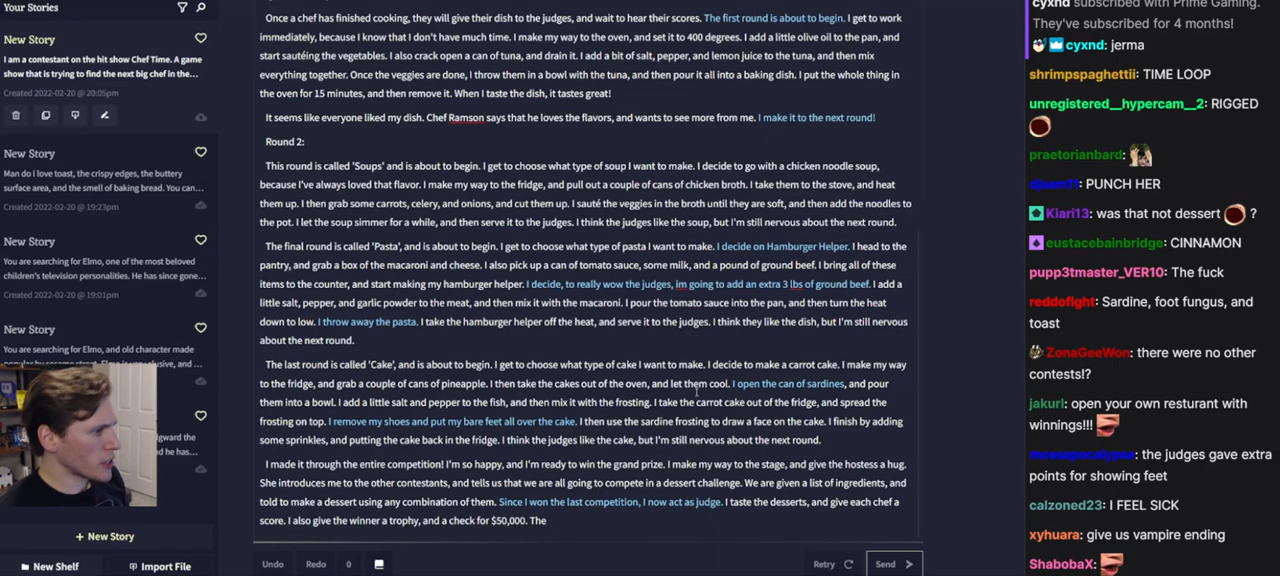 Your Stories
New Story
I am a contestant on the hit show Chef Time. A game
show that is trying to find the next big chef in the...
Created 2022-02-20 @ 20:05pm
New Story
Man do I love toast, the crispy edges, the buttery
surface area, and the smell of baking bread. You can...
Created 2022-02-20 @ 19:23pm
New Story
You are searching for Elmo, one of the most beloved
children's television personalities. He has since gone...
Created 2022-02-20 @ 19:01pm
New Story
You are searching for Elmo, and old character made
+ New Story
New Shelf
Import File
Once a chef has finished cooking, they will give their dish to the judges, and wait to hear their scores. The first round is about to begin. I get to work
immediately, because I know that I don't have much time. I make my way to the oven, and set it to 400 degrees. I add a little olive oil to the pan, and
start sautéing the vegetables. I also crack open a can of tuna, and drain it. I add a bit of salt, pepper, and lemon juice to the tuna, and then mix
everything together. Once the veggies are done, I throw them in a bowl with the tuna, and then pour it all into a baking dish. I put the whole thing in
the oven for 15 minutes, and then remove it. When I taste the dish, it tastes great!
It seems like everyone liked my dish. Chef Ramson says that he loves the flavors, and wants to see more from me. I make it to the next round!
Round 2:
This round is called 'Soups' and is about to begin. I get to choose what type of soup I want to make. I decide to go with a chicken noodle soup,
because I've always loved that flavor. I make my way to the fridge, and pull out a couple of cans of chicken broth. I take them to the stove, and heat
them up. I then grab some carrots, celery, and onions, and cut them up. I sauté the veggies in the broth until they are soft, and then add the noodles to
the pot. I let the soup simmer for a while, and then serve it to the judges. I think the judges like the soup, but I'm still nervous about the next round.
The final round is called 'Pasta', and is about to begin. I get to choose what type of pasta I want to make. I decide on Hamburger Helper. I head to the
pantry, and grab a box of the macaroni and cheese. I also pick up a can of tomato sauce, some milk, and a pound of ground beef. I bring all of these
items to the counter, and start making my hamburger helper. I decide, to really wow the judges, im going to add an extra 3 lbs of ground beef. I add a
little salt, pepper, and garlic powder to the meat, and then mix it with the macaroni. I pour the tomato sauce into the pan, and then turn the heat
down to low. I throw away the pasta. I take the hamburger helper off the heat, and serve it to the judges. I think they like the dish, but I'm still nervous
about the next round.
The last round is called 'Cake', and is about to begin. I get to choose what type of cake I want to make. I decide to make a carrot cake. I make my way
to the fridge, and grab a couple of cans of pineapple. I then take the cakes out of the oven, and let them cool. I open the can of sardines, and pour
them into a bowl. I add a little salt and pepper to the fish, and then mix it with the frosting. I take the carrot cake out of the fridge, and spread the
frosting on top. I remove my shoes and put my bare feet all over the cake. I then use the sardine frosting to draw a face on the cake. I finish by adding
some sprinkles, and putting the cake back in the fridge. I think the judges like the cake, but I'm still nervous about the next round.
I made it through the entire competition! I'm so happy, and I'm ready to win the grand prize. I make my way to the stage, and give the hostess a hug.
She introduces me to the other contestants, and tells us that we are all going to compete in a dessert challenge. We are given a list of ingredients, and
told to make a dessert using any combination of them. Since I won the last competition, I now act as judge. I taste the desserts, and give each chef a
score. I also give the winner a trophy, and a check for $50,000. The
Undo Redo 0
Retry
Send
cyxnd subscribed with Prime Gaming.
They've subscribed for 4 months!
cyxnd: jerma
shrimpspaghettii: TIME LOOP
unregistered__hypercam__2: RIGGED
praetorianbard:
PUNCH HER
Kiari13: was that not dessert ?
eustacebainbridge: CINNAMON
pupp3tmaster_VER10: The fuck
reddofight: Sardine, foot fungus, and
toast
ZonaGeeWon: there were no other
contests!?
jakurl: open your own resturant with
winnings!!!
the judges gave extra
points for showing feet
calzoned23: I FEEL SICK
xyhuara: give us vampire ending
ShabobaX: